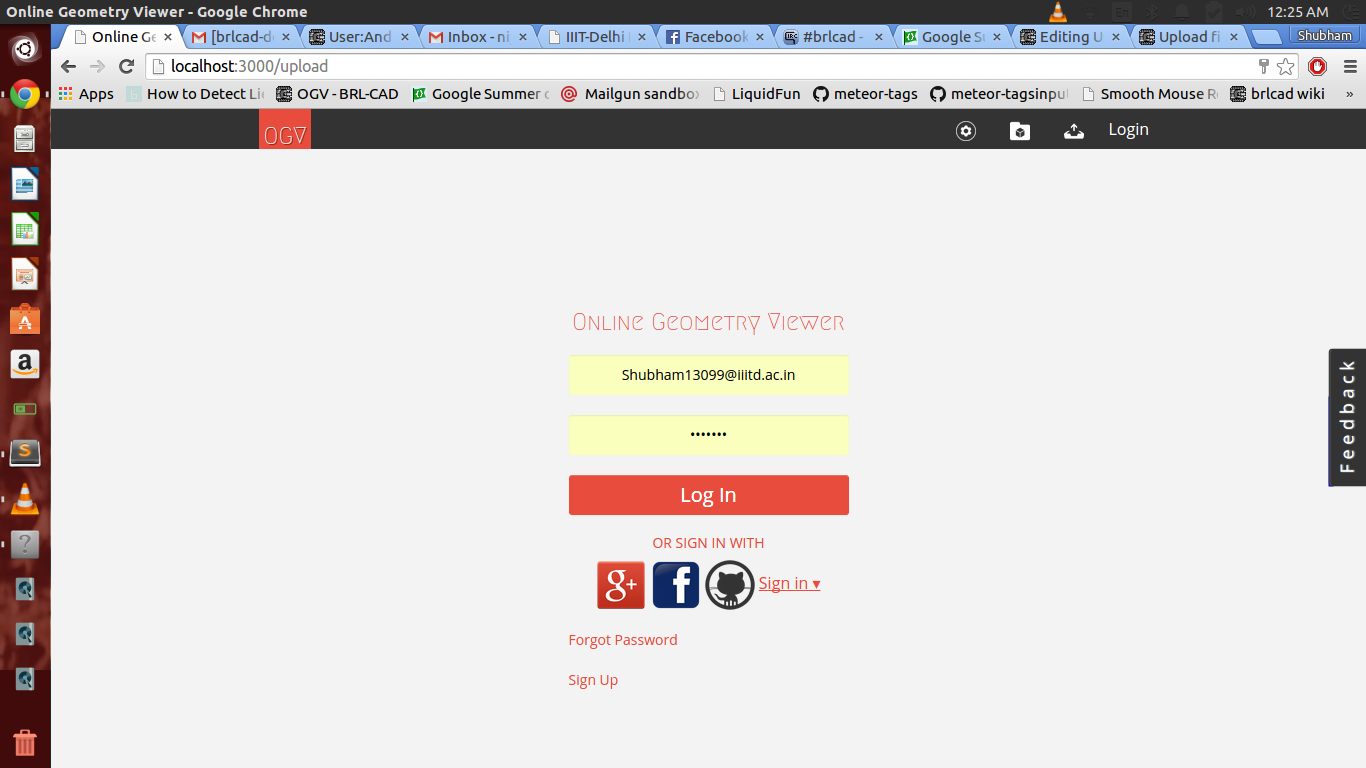 Online Geometry Viewer - Google Chrome
12:25 AM
Online Ge
[brlcad-d
User:And
Inbox - ni
IIIT-Delhi
Facebook
#brlcad -
Google Su
Editing U
Upload fi
Shubham
localhost:3000/upload
Apps
How to Detect Lie
OGV - BRL-CAD
Google Summer o
Mailgun sandbox
LiquidFun
meteor-tags
meteor-tagsinput
Smooth Mouse R
brlcad wiki
»
OGV
Login
Online Geometry Viewer
Shubham13099@iiitd.ac.in
•••••••
Log In
OR SIGN IN WITH
g+
f
Sign in ▾
Forgot Password
Sign Up
Feedback